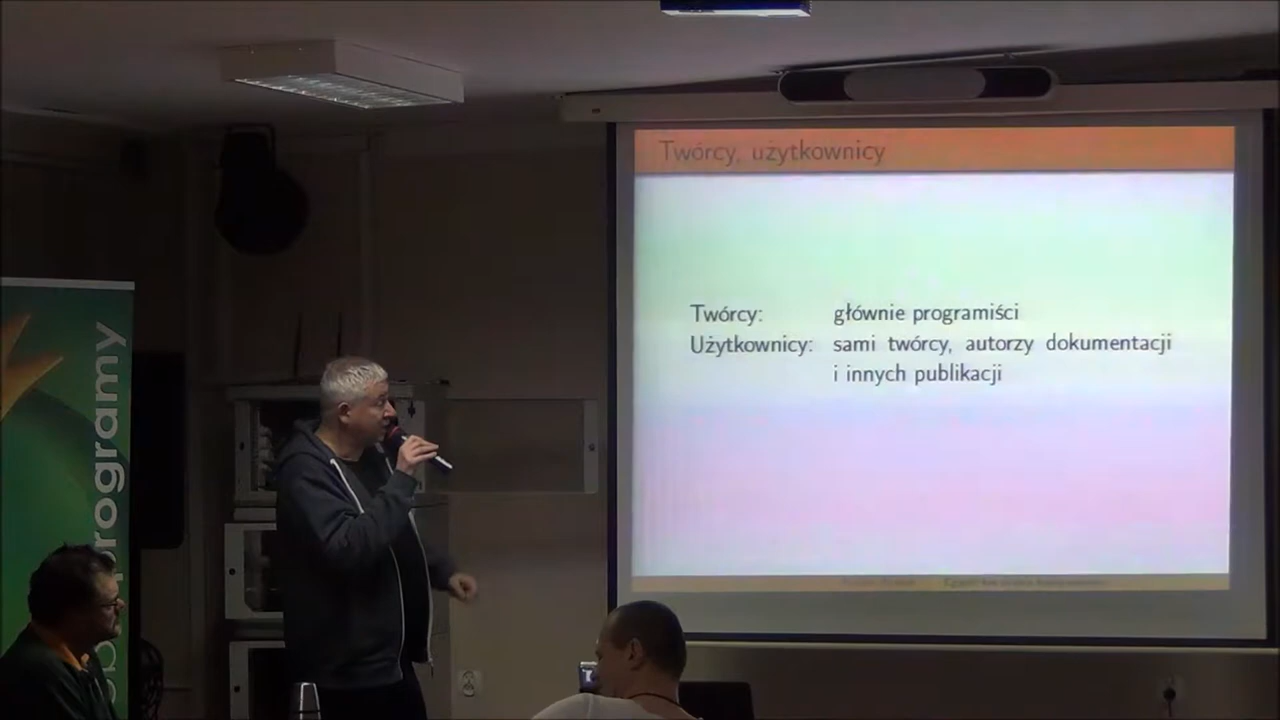 Twórcy, użytkownicy
Twórcy: głównie programiści
Użytkownicy: sami twórcy, autorzy dokumentacji
i innych publikacji
programy